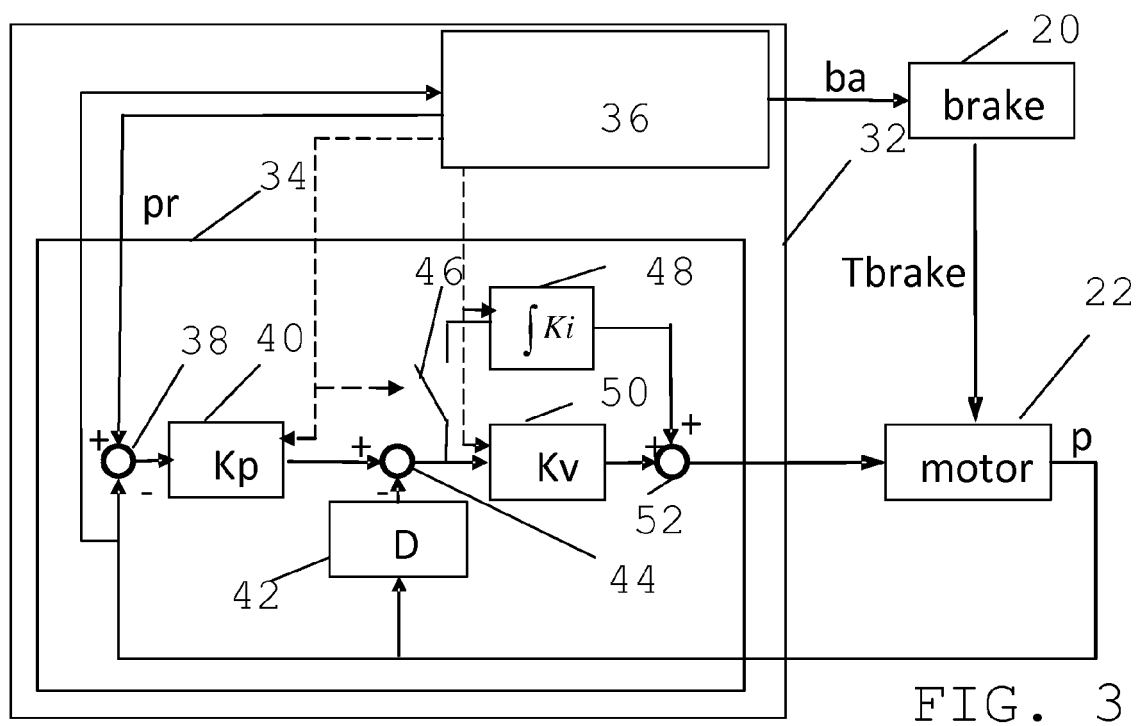 20
ba
brake
36
32
34
pr
46
48
Tbrake
22
∫ Ki
38
40
50
+
+
p
+
+
+
Kp
Kv
motor
-
-
52
D
44
42
FIG. 3